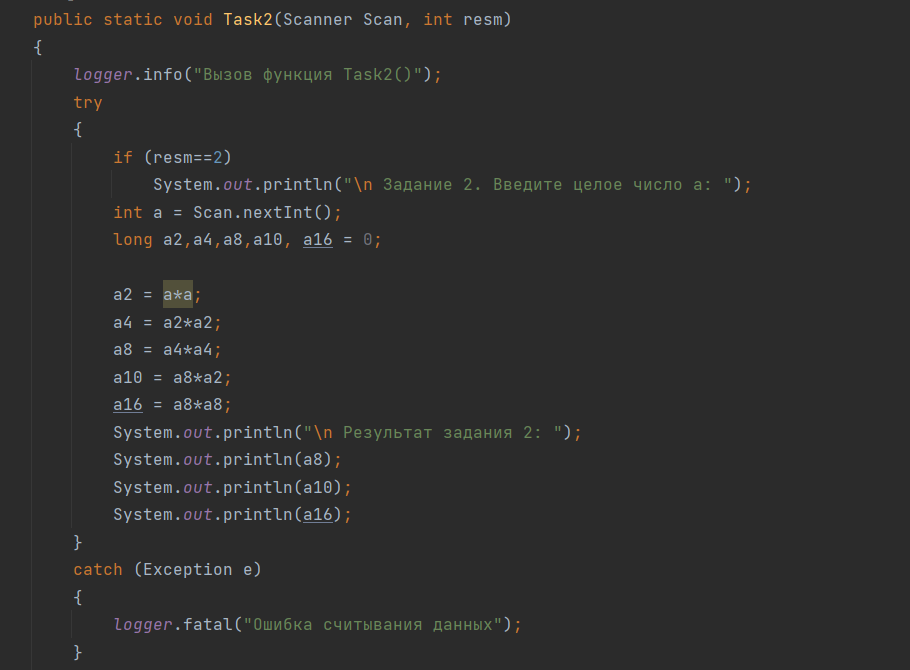 public static void Task2(Scanner Scan, int resm)
{
logger.info("Вызов функция Task2()");
try
{
if (resm==2)
System.out.println("\n Задание 2. Введите целое число a: ");
int a = Scan.nextInt();
long a2,a4,a8,a10, a16 = 0;
a2 = a*a;
a4 = a2*a2;
a8 = a4*a4;
a10 = a8*a2;
a16 = a8*a8;
System.out.println("\n Результат задания 2: ");
System.out.println(a8);
System.out.println(a10);
System.out.println(a16);
}
catch (Exception e)
{
logger.fatal("Ошибка считывания данных");
}